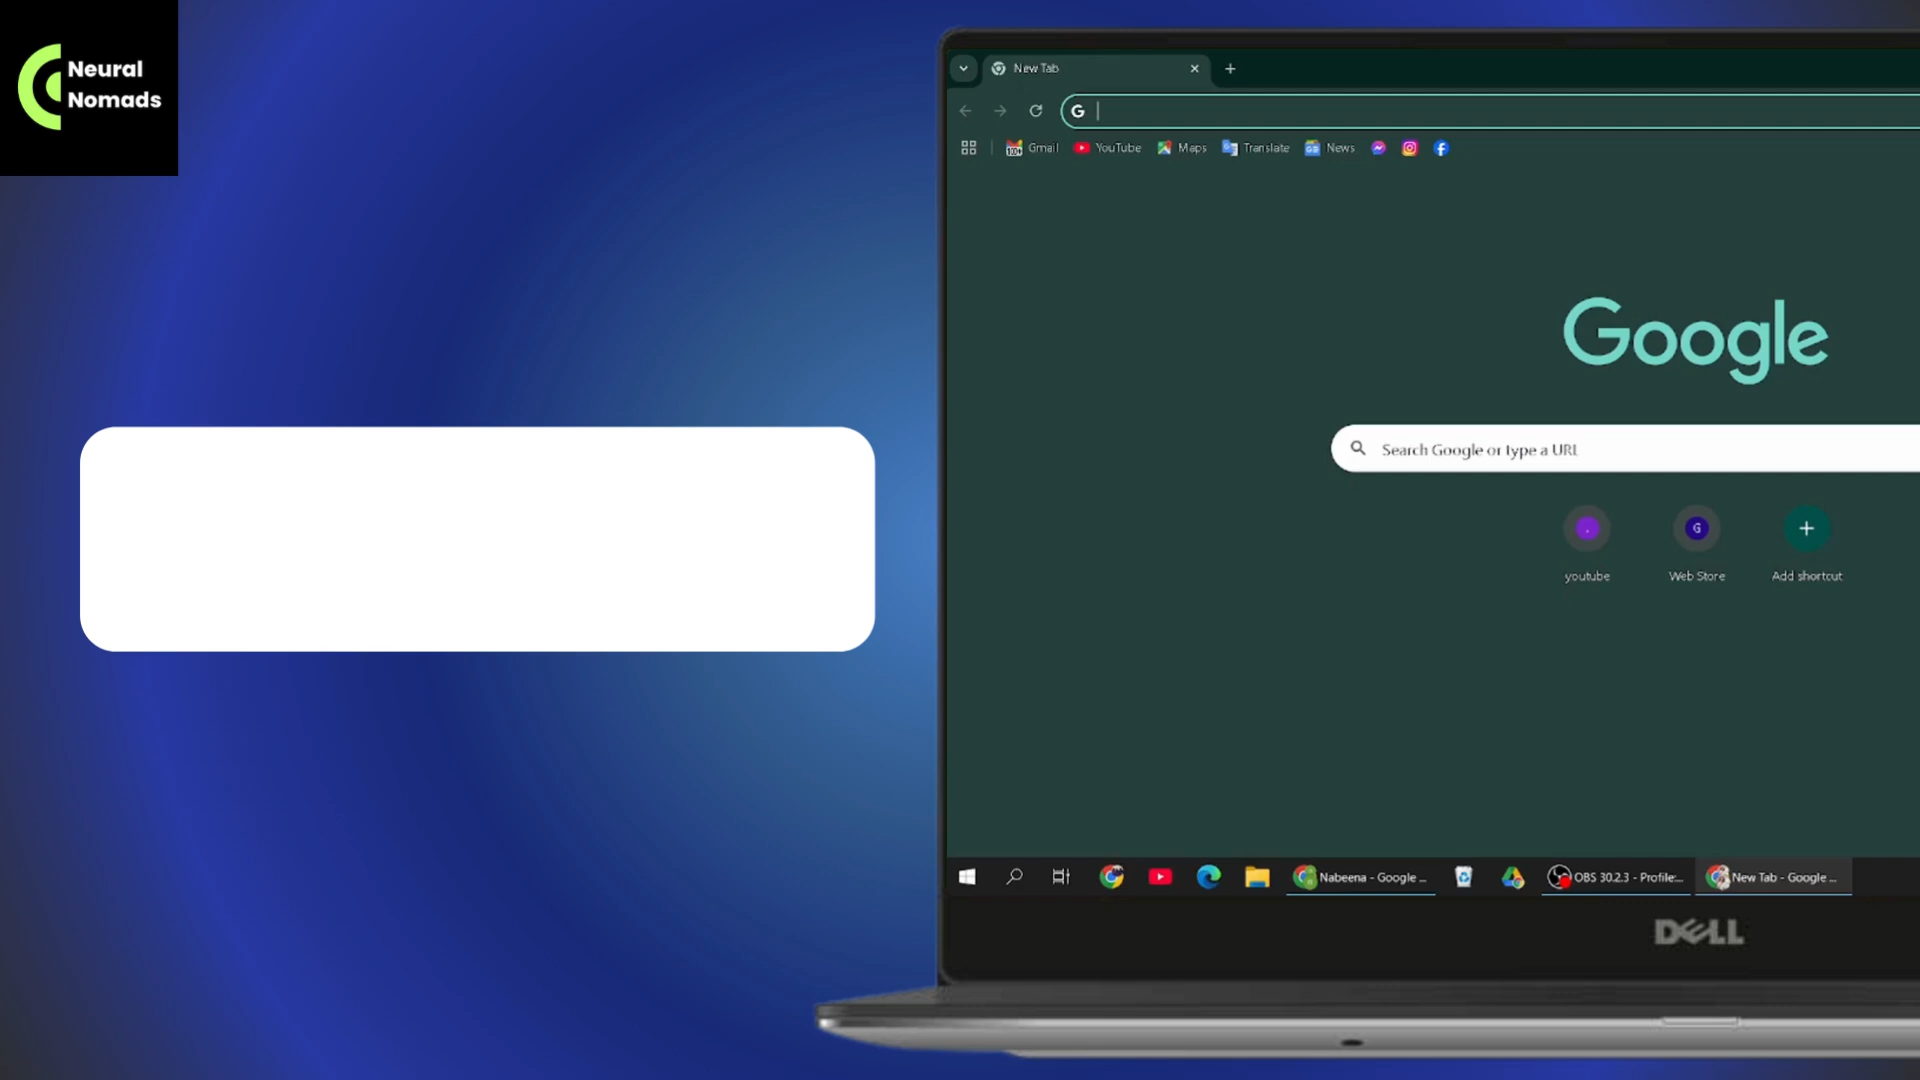 Neural
Nomads
New Tab
G
Gmail
YouTube
Maps
Translate
News
Google
Search Google or type a URL
G
youtube
Web Store
Add shortcut
Nabeena - Google ...
OBS 30.2.3 - Profile:...
New Tab - Google ...
DELL